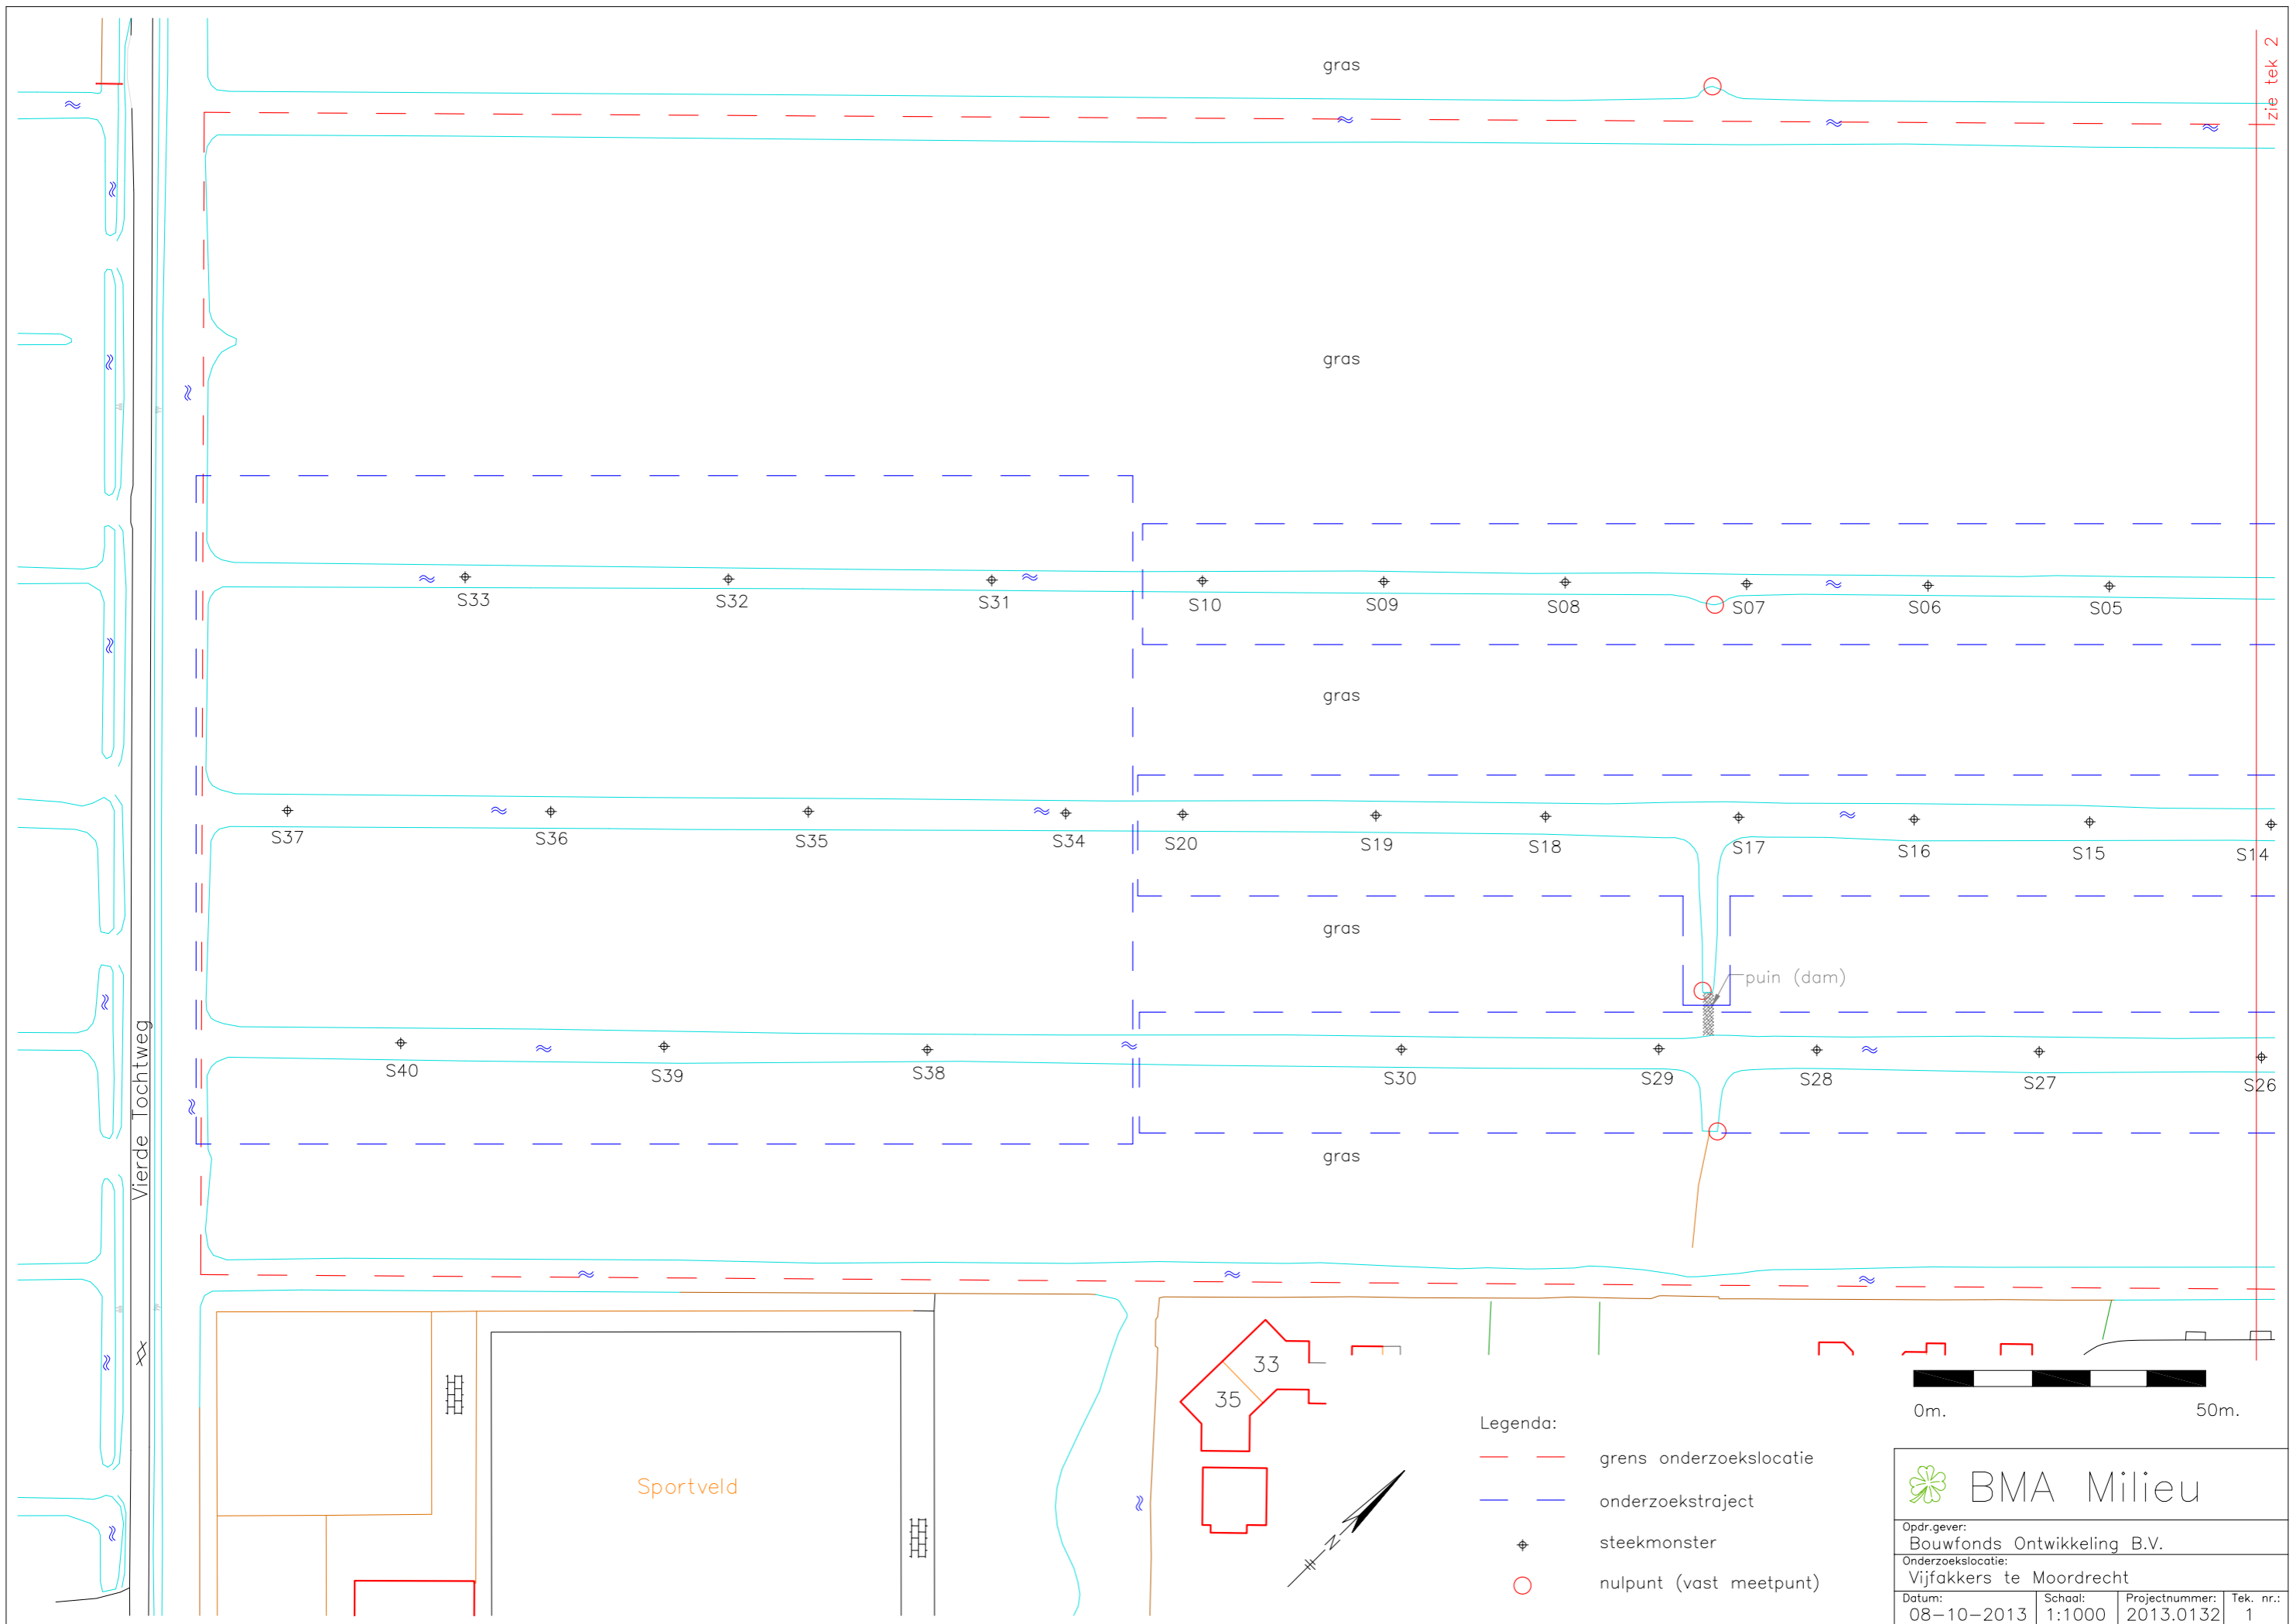 gras
zie tek 2
gras
S33
S32
S31
S10
S09
S08
S07
S06
S05
gras
S37
S36
S35
S34
S20
S19
S18
S17
S16
S15
S14
gras
puin (dam)
Vierde Tochtweg
S40
S39
S38
S30
S29
S28
S27
S26
gras
33
35
Sportveld
0m.
50m.
Legenda:
grens onderzoekslocatie
onderzoekstraject
steekmonster
nulpunt (vast meetpunt)
N
BMA Milieu
Opdr.gever:
Bouwfonds Ontwikkeling B.V.
Onderzoekslocatie:
Vijfakkers te Moordrecht
Datum: Schaal: Projectnummer: Tek. nr.:
08-10-2013 1:1000 2013.0132 1